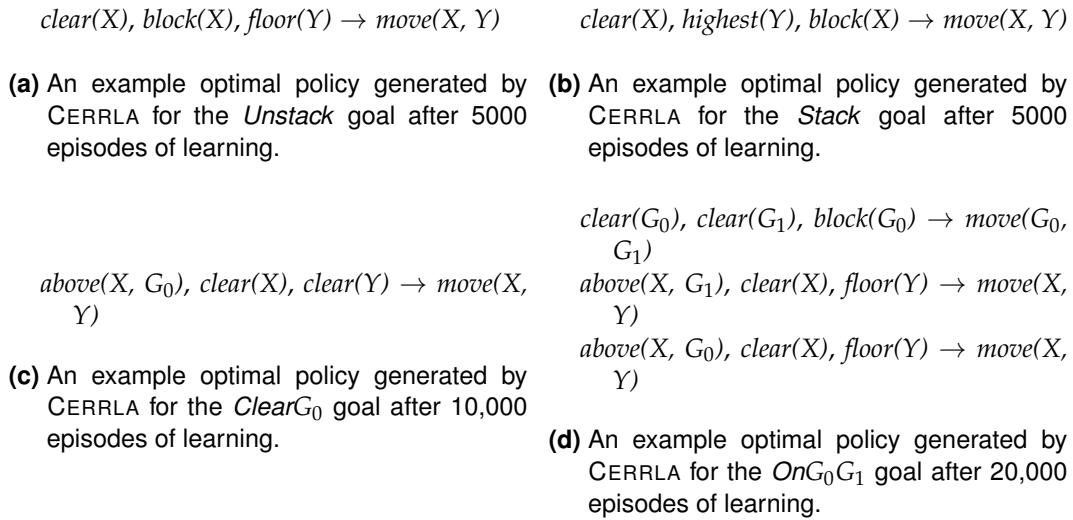 clear(X), block(X), floor(Y) → move(X, Y)
(a) An example optimal policy generated by
CERRLA for the Unstack goal after 5000
episodes of learning.
clear(X), highest(Y), block(X) → move(X, Y)
(b) An example optimal policy generated by
CERRLA for the Stack goal after 5000
episodes of learning.
above(X, G₀), clear(X), clear(Y) → move(X,
Y)
(c) An example optimal policy generated by
CERRLA for the ClearG₀ goal after 10,000
episodes of learning.
clear(G₀), clear(G₁), block(G₀) → move(G₀,
G₁)
above(X, G₁), clear(X), floor(Y) → move(X,
Y)
above(X, G₀), clear(X), floor(Y) → move(X,
Y)
(d) An example optimal policy generated by
CERRLA for the OnG₀G₁ goal after 20,000
episodes of learning.